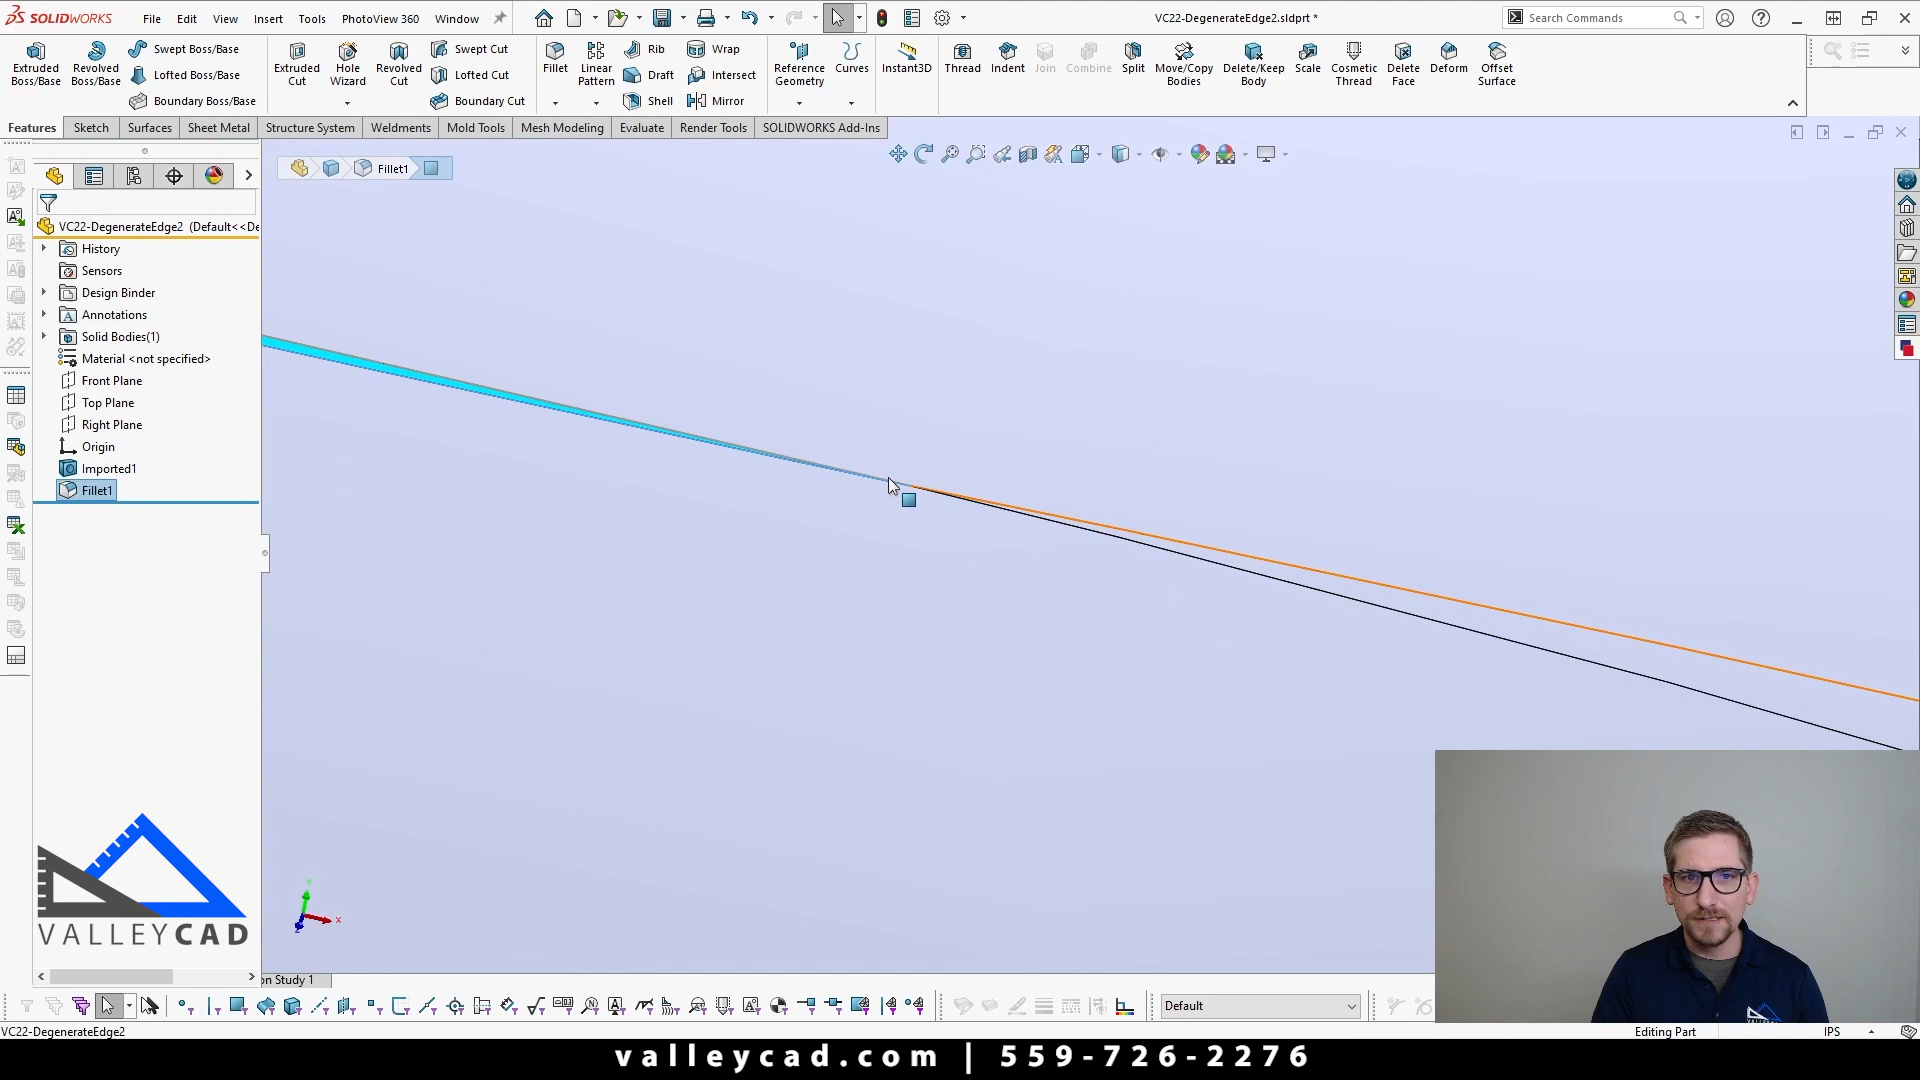 SOLIDWORKS File Edit View Insert Tools PhotoView 360 Window VC22-DegenerateEdge2.sldprt * Search Commands
Extruded Boss/Base
Revolved Boss/Base
Swept Boss/Base
Lofted Boss/Base
Boundary Boss/Base
Extruded Cut
Hole Wizard
Revolved Cut
Swept Cut
Lofted Cut
Boundary Cut
Fillet
Linear Pattern
Rib
Draft
Shell
Wrap
Intersect
Mirror
Reference Geometry
Curves
Instant3D
Thread
Indent
Join
Combine
Split
Move/Copy Bodies
Delete/Keep Body
Scale
Cosmetic Thread
Delete Face
Deform
Offset Surface
Features Sketch Surfaces Sheet Metal Structure System Weldments Mold Tools Mesh Modeling Evaluate Render Tools SOLIDWORKS Add-Ins
Fillet1
VC22-DegenerateEdge2 (Default<<De
History
Sensors
Design Binder
Annotations
Solid Bodies(1)
Material <not specified>
Front Plane
Top Plane
Right Plane
Origin
Imported1
Fillet1
VALLEYCAD
x
on Study 1
Default
VC22-DegenerateEdge2
Editing Part
IPS
valleycad.com | 559-726-2276